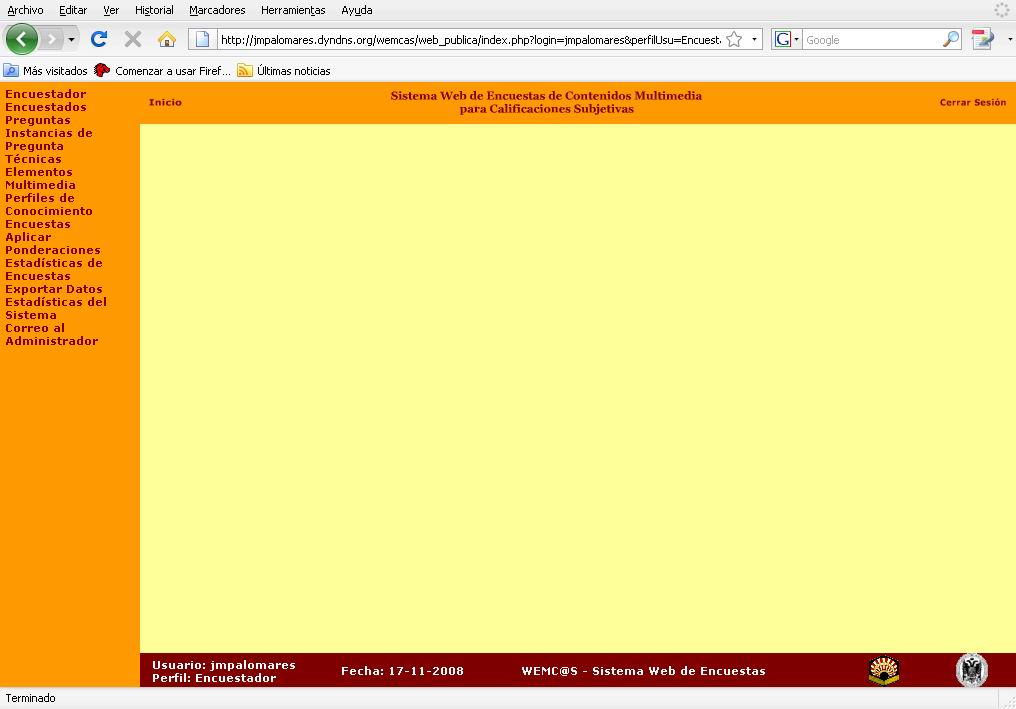 Archivo Editar Ver Historial Marcadores Herramientas Ayuda
http://jmpalomares.dyndns.org/wemcas/web_publica/index.php?login=jmpalomares&perfilUsu=Encuest Google
Más visitados Comenzar a usar Firef... Últimas noticias
Encuestador
Encuestados
Preguntas
Instancias de
Pregunta
Técnicas
Elementos
Multimedia
Perfiles de
Conocimiento
Encuestas
Aplicar
Ponderaciones
Estadísticas de
Encuestas
Exportar Datos
Estadísticas del
Sistema
Correo al
Administrador
Inicio
Sistema Web de Encuestas de Contenidos Multimedia
para Calificaciones Subjetivas
Cerrar Sesión
Usuario: jmpalomares
Perfil: Encuestador
Fecha: 17-11-2008
WEMC@S - Sistema Web de Encuestas
Terminado